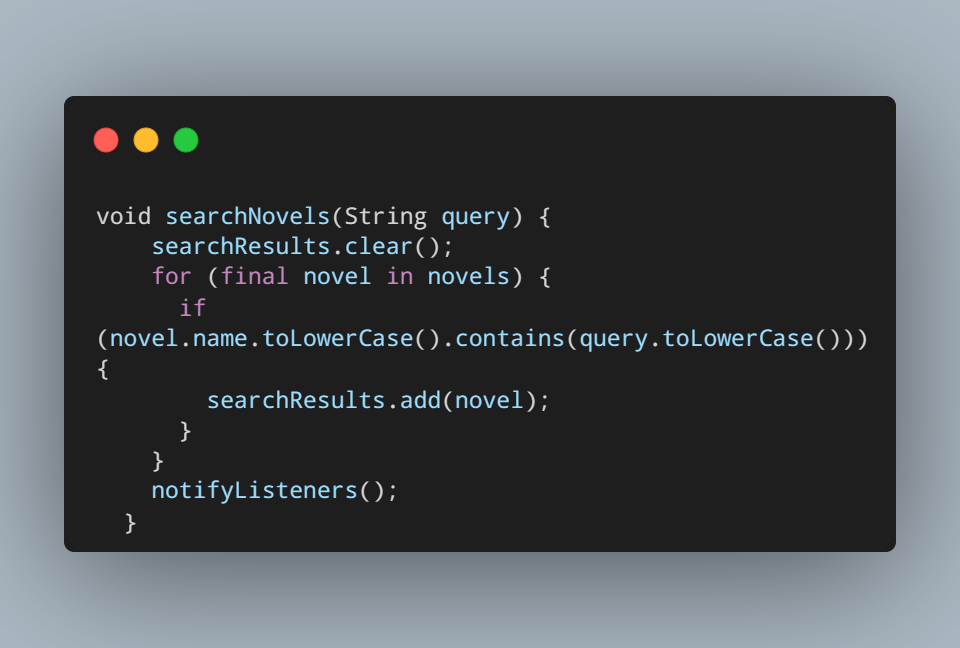 void searchNovels(String query) {
    searchResults.clear();
    for (final novel in novels) {
      if
(novel.name.toLowerCase().contains(query.toLowerCase()))
{
        searchResults.add(novel);
      }
    }
    notifyListeners();
  }